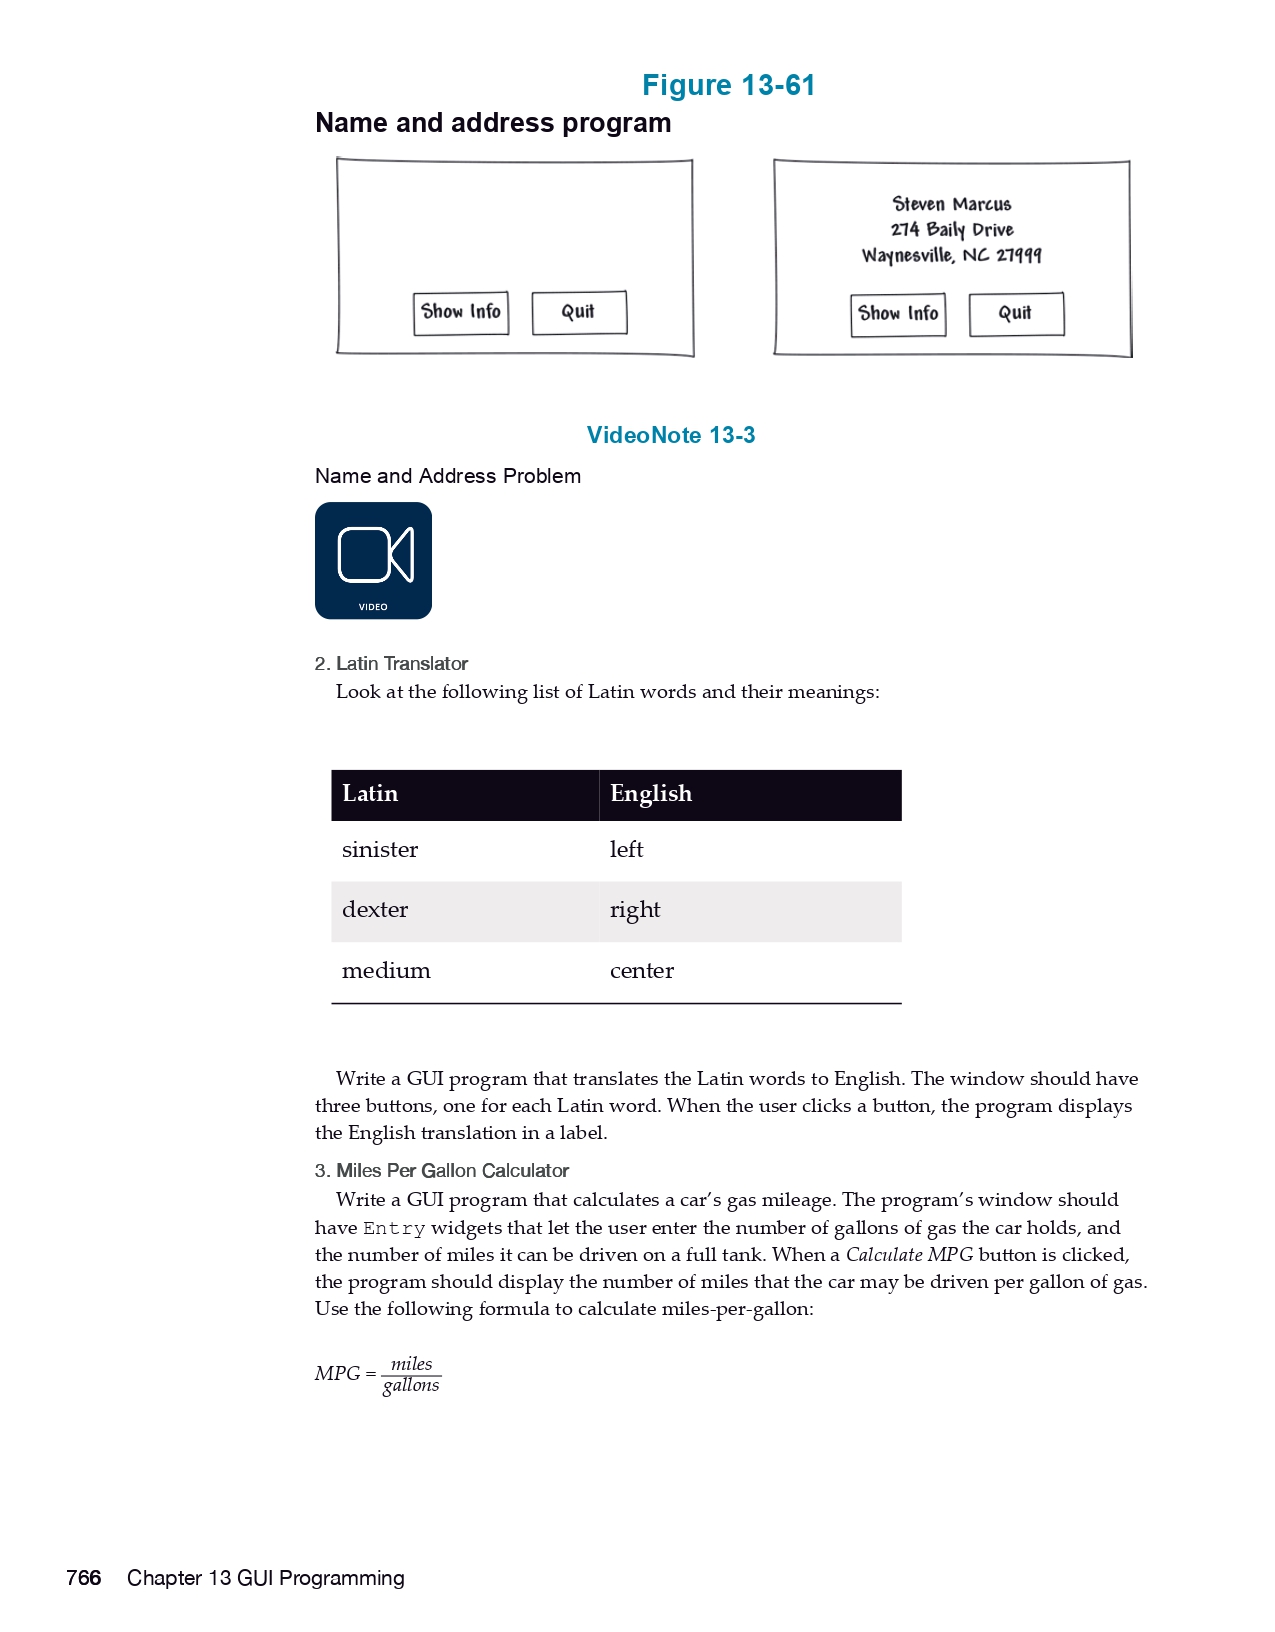 Figure 13-61
Name and address program
Show Info Quit
Steven Marcus
274 Baily Drive
Waynesville, NC 27999
Show Info Quit
VideoNote 13-3
Name and Address Problem
VIDEO
2. Latin Translator
Look at the following list of Latin words and their meanings:
Latin English
sinister left
dexter right
medium center
Write a GUI program that translates the Latin words to English. The window should have
three buttons, one for each Latin word. When the user clicks a button, the program displays
the English translation in a label.
3. Miles Per Gallon Calculator
Write a GUI program that calculates a car’s gas mileage. The program’s window should
have Entry widgets that let the user enter the number of gallons of gas the car holds, and
the number of miles it can be driven on a full tank. When a Calculate MPG button is clicked,
the program should display the number of miles that the car may be driven per gallon of gas.
Use the following formula to calculate miles-per-gallon:
MPG = miles
gallons
766 Chapter 13 GUI Programming